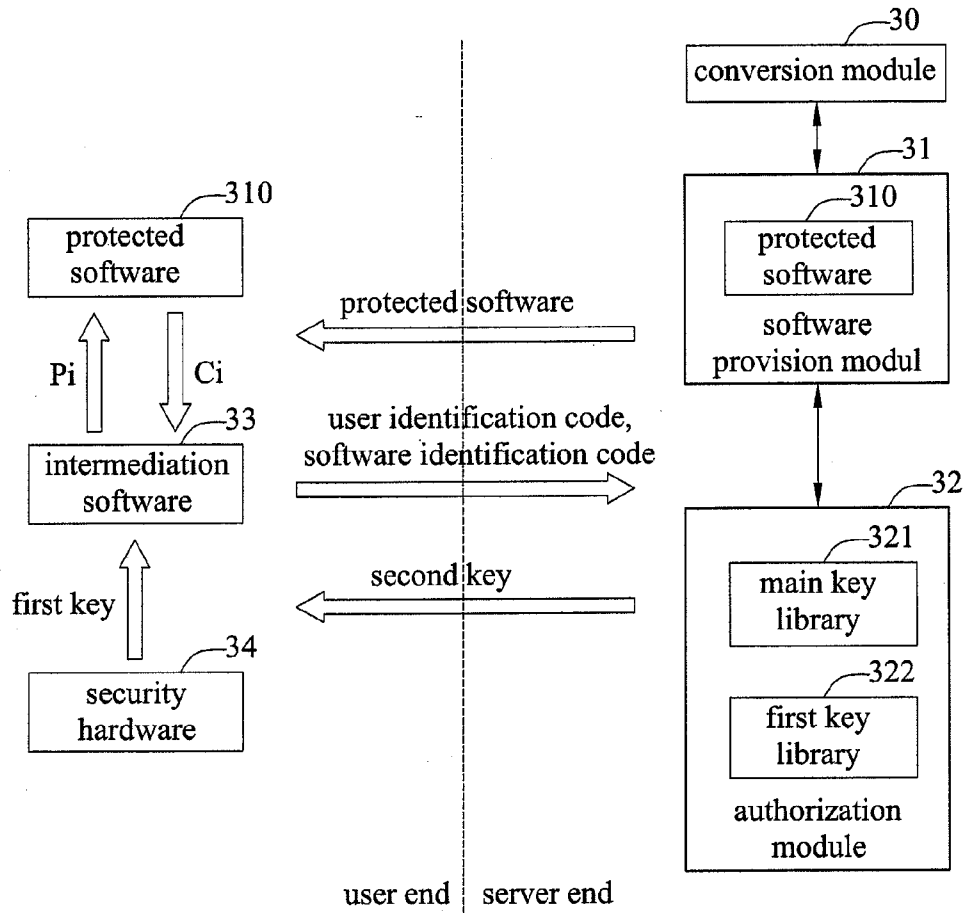 30
conversion module
31
310
310
protected
software
protected
software
protected software
software
provision modul
Pi
Ci
33
user identification code,
software identification code
intermediation
software
32
321
second key
main key
library
first key
34
322
security
hardware
first key
library
authorization
module
user end
server end